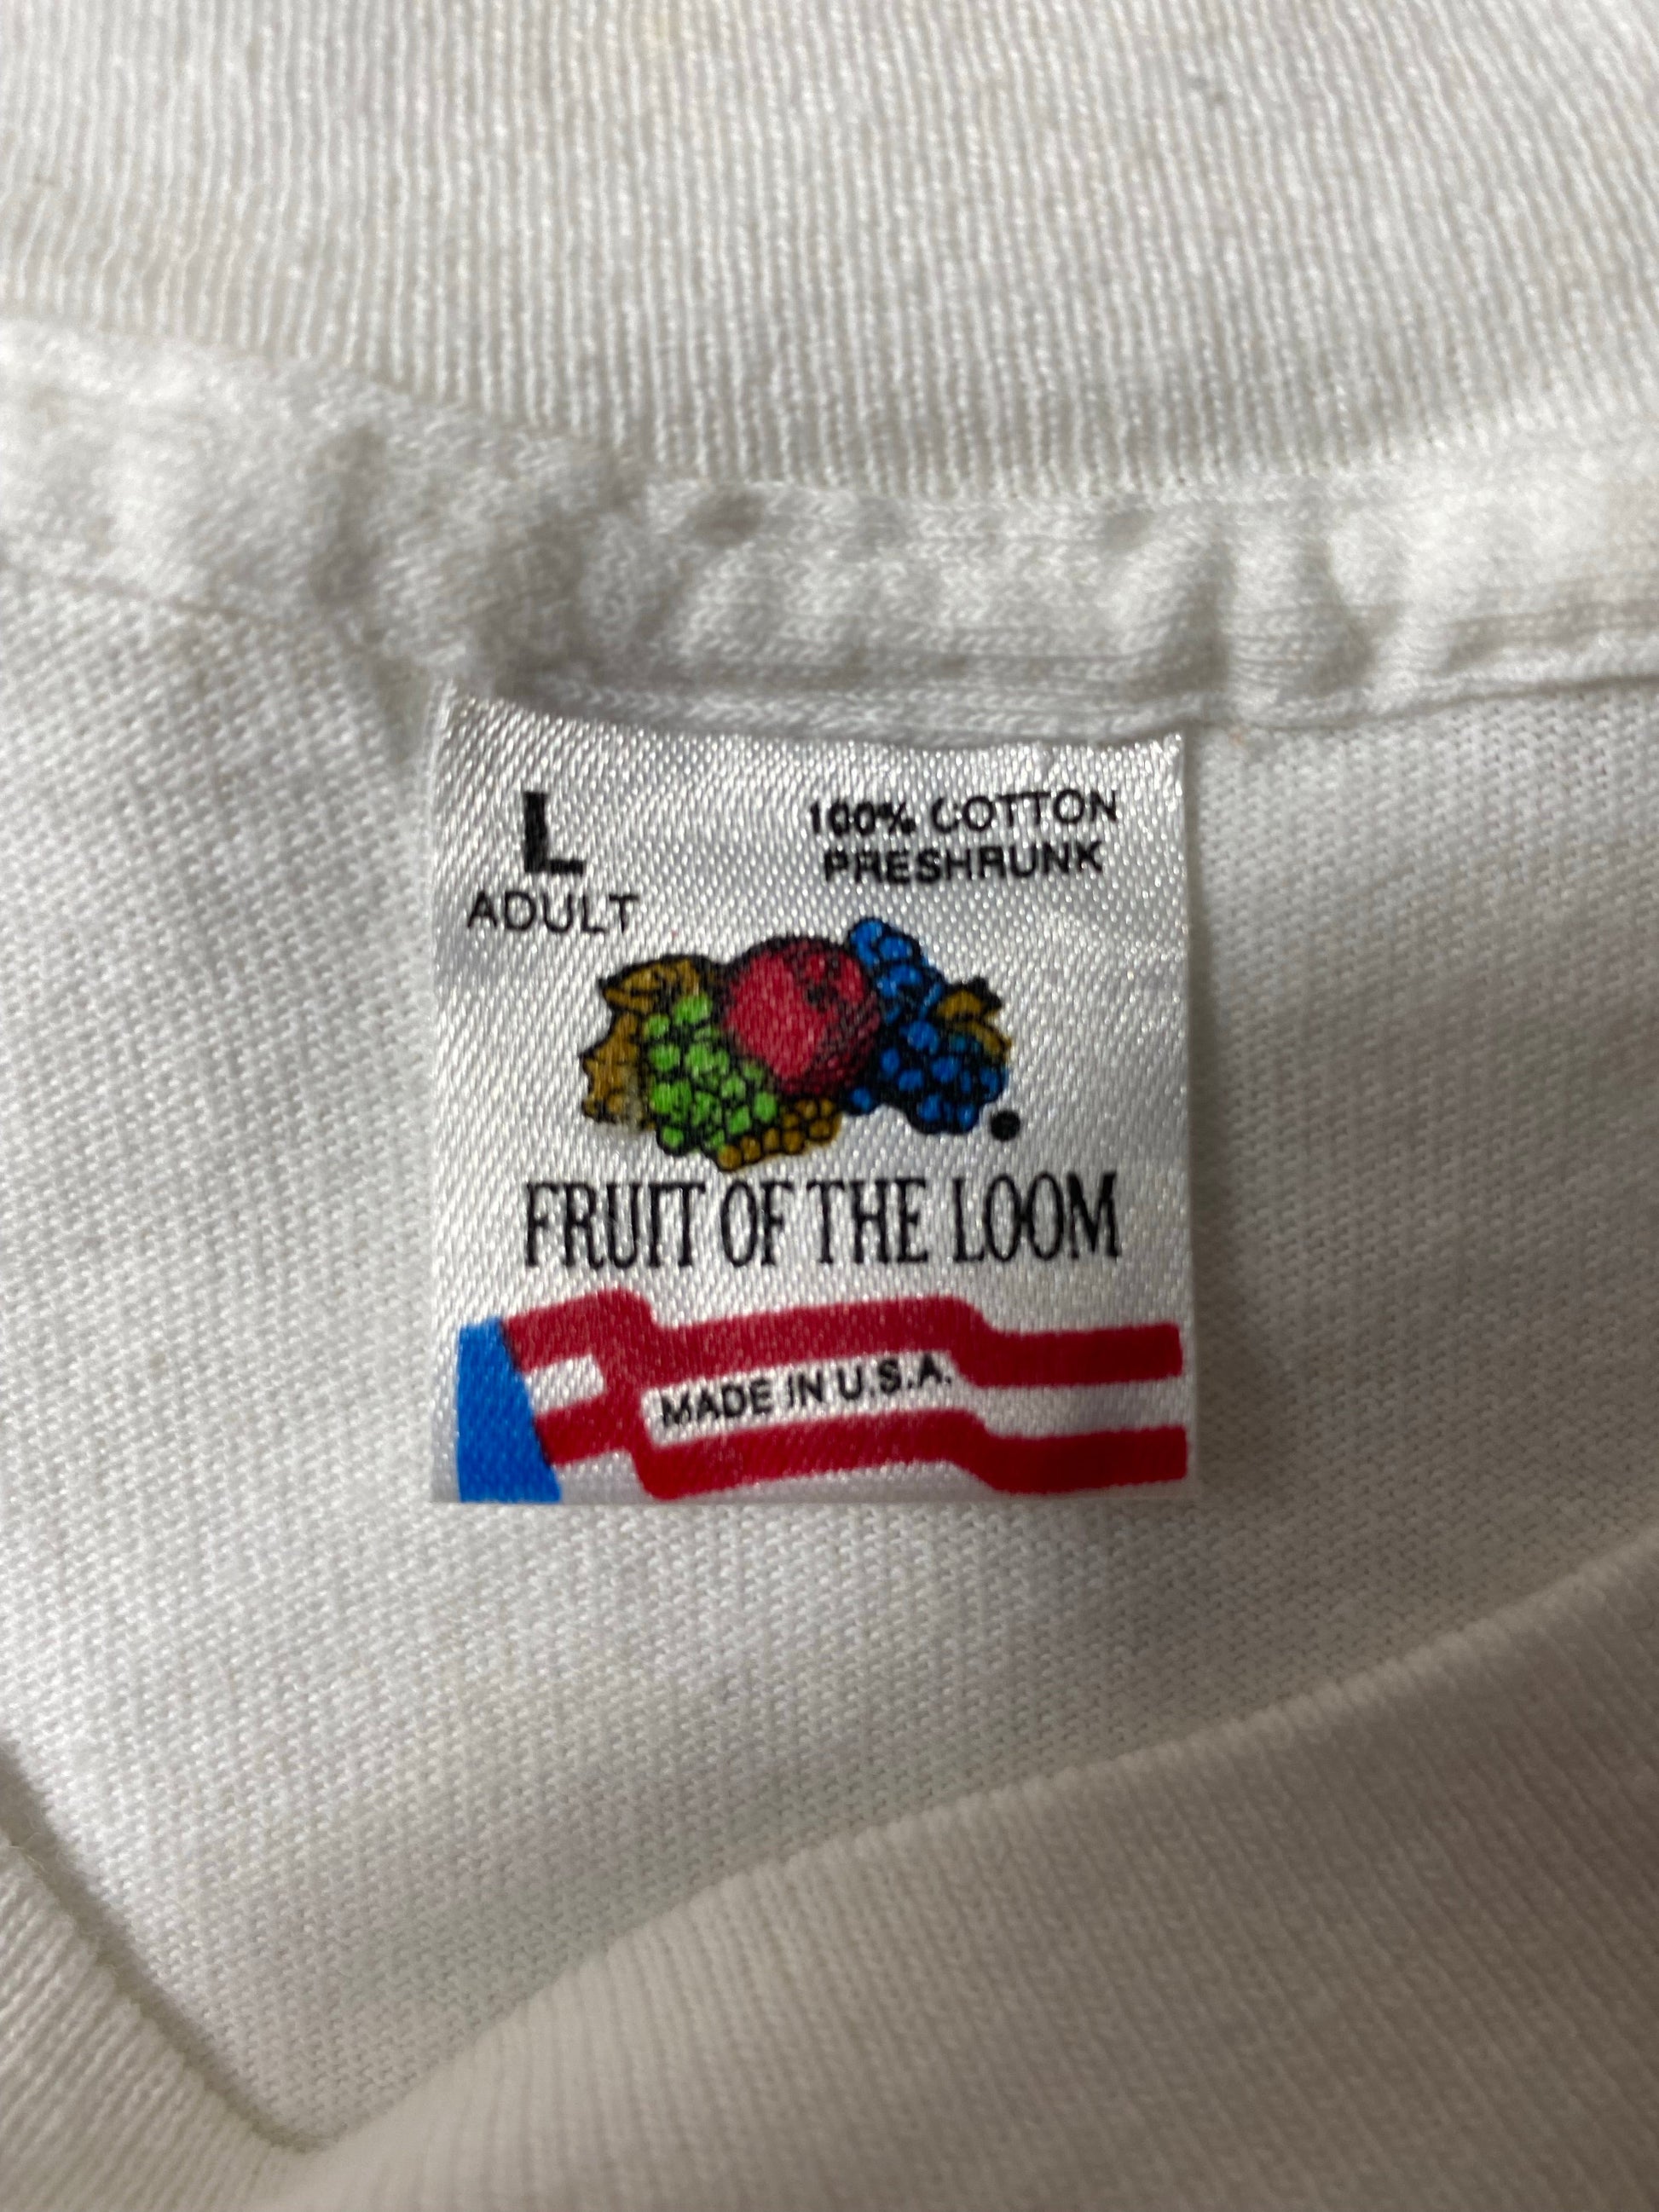 L
ADULT
100% COTTON
PRESHRUNK
FRUIT OF THE LOOM
MADE IN U.S.A.